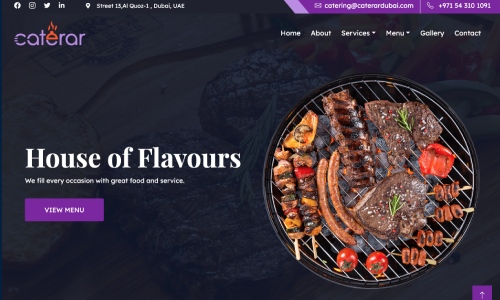 Street 13,Al Quoz-1 , Dubai, UAE
catering@caterardubai.com
+971 54 310 1091
caterar
Home About Services Menu Gallery Contact
House of Flavours
We fill every occasion with great food and service.
VIEW MENU